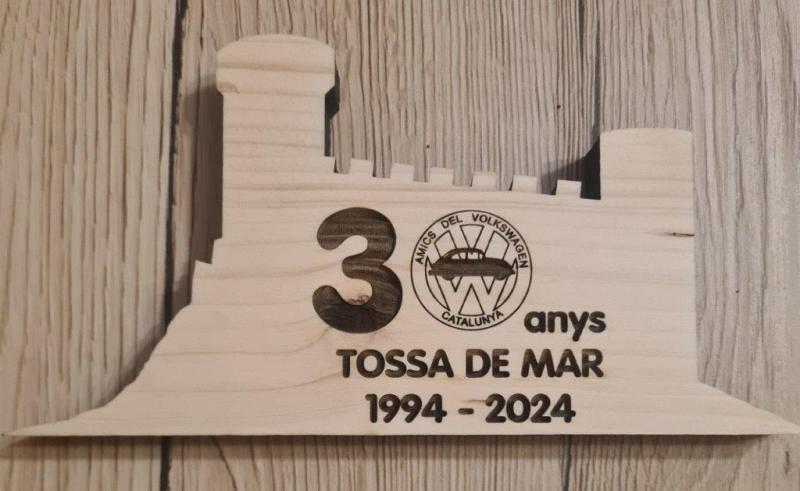 30 anys
AMICS DEL VOLKSWAGEN
CATALUNYA
TOSSA DE MAR
1994 - 2024